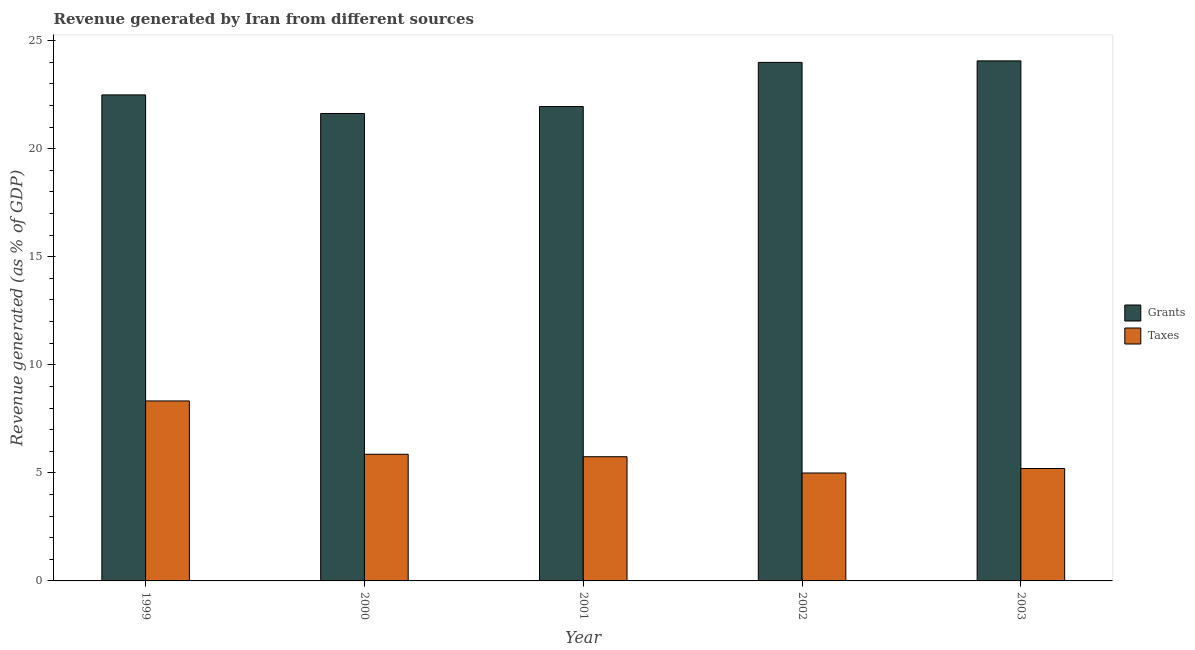 Revenue generated by Iran from different sources
Revenue generated (as % of GDP)
25
20
15
10
5
0
1999
2000
2001
2002
2003
Year
Grants
Taxes